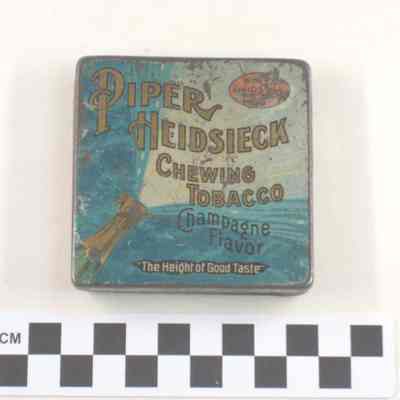 PIPER
HEIDSIECK
CHEWING
TOBACCO
Champagne
Flavor
"The Height of Good Taste"
CM